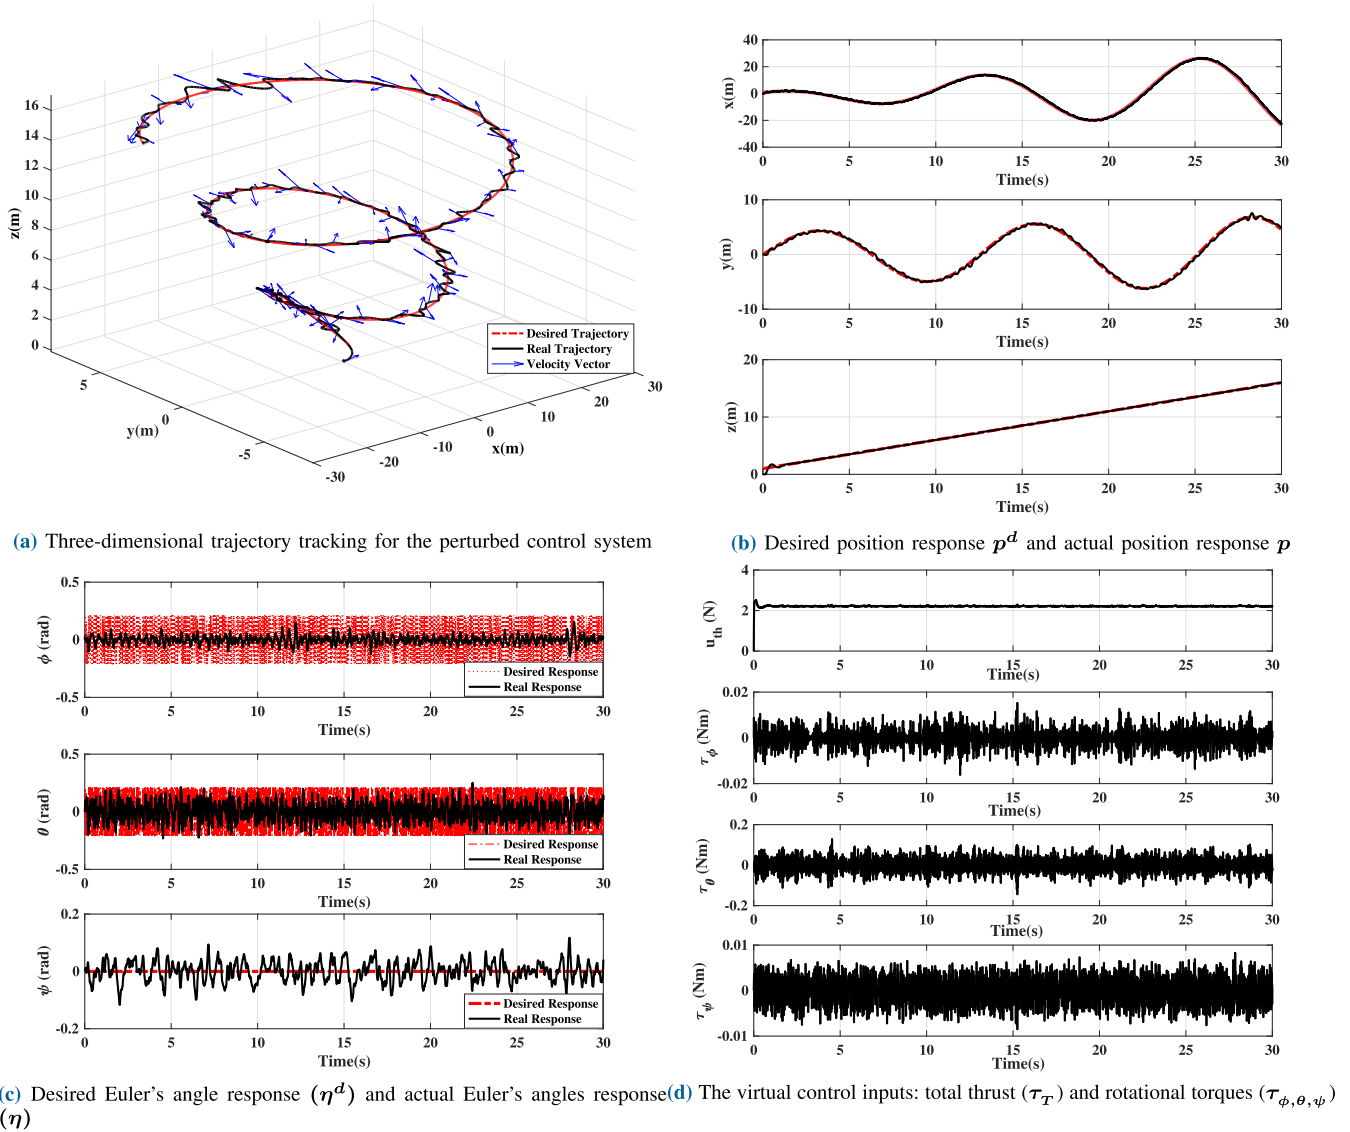 16
14
12
10
8
6
4
2
0
z(m)
5
0
-5
y(m)
-30
-20
-10
0
10
20
30
x(m)
Desired Trajectory
Real Trajectory
Velocity Vector
(a) Three-dimensional trajectory tracking for the perturbed control system
40
20
0
-20
-40
x(m)
0 5 10 15 20 25 30
Time(s)
10
0
-10
y(m)
0 5 10 15 20 25 30
Time(s)
20
10
0
z(m)
0 5 10 15 20 25 30
Time(s)
(b) Desired position response p^d and actual position response p
0.5
0
-0.5
ϕ (rad)
Desired Response
Real Response
0 5 10 15 20 25 30
Time(s)
0.5
0
-0.5
θ (rad)
Desired Response
Real Response
0 5 10 15 20 25 30
Time(s)
0.2
0
-0.2
ψ (rad)
Desired Response
Real Response
0 5 10 15 20 25 30
Time(s)
(c) Desired Euler's angle response (η^d) and actual Euler's angles response
(η)
4
2
0
u_th (N)
0 5 10 15 20 25 30
Time(s)
0.02
0
-0.02
τ_ϕ (Nm)
0 5 10 15 20 25 30
Time(s)
0.2
0
-0.2
τ_θ (Nm)
0 5 10 15 20 25 30
Time(s)
0.01
0
-0.01
τ_ψ (Nm)
0 5 10 15 20 25 30
Time(s)
(d) The virtual control inputs: total thrust (τ_T) and rotational torques (τ_ϕ,θ,ψ)